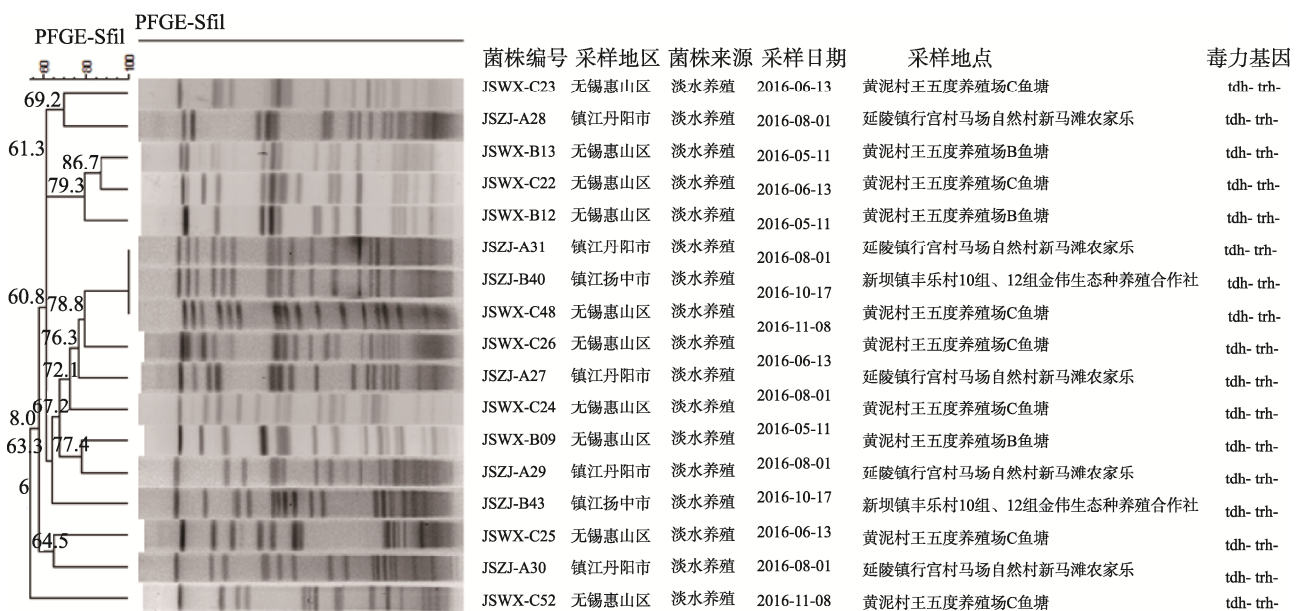 PFGE-Sfil
PFGE-Sfil
60 80 100
菌株编号 采样地区 菌株来源 采样日期 采样地点 毒力基因
JSWX-C23 无锡惠山区 淡水养殖 2016-06-13 黄泥村王五度养殖场C鱼塘 tdh- trh-
JSZJ-A28 镇江丹阳市 淡水养殖 2016-08-01 延陵镇行宫村马场自然村新马滩农家乐 tdh- trh-
JSWX-B13 无锡惠山区 淡水养殖 2016-05-11 黄泥村王五度养殖场B鱼塘 tdh- trh-
JSWX-C22 无锡惠山区 淡水养殖 2016-06-13 黄泥村王五度养殖场C鱼塘 tdh- trh-
JSWX-B12 无锡惠山区 淡水养殖 2016-05-11 黄泥村王五度养殖场B鱼塘 tdh- trh-
JSZJ-A31 镇江丹阳市 淡水养殖 2016-08-01 延陵镇行宫村马场自然村新马滩农家乐 tdh- trh-
JSZJ-B40 镇江扬中市 淡水养殖 2016-10-17 新坝镇丰乐村10组、12组金伟生态种养殖合作社 tdh- trh-
JSWX-C48 无锡惠山区 淡水养殖 2016-11-08 黄泥村王五度养殖场C鱼塘 tdh- trh-
JSWX-C26 无锡惠山区 淡水养殖 2016-06-13 黄泥村王五度养殖场C鱼塘 tdh- trh-
JSZJ-A27 镇江丹阳市 淡水养殖 2016-08-01 延陵镇行宫村马场自然村新马滩农家乐 tdh- trh-
JSWX-C24 无锡惠山区 淡水养殖 2016-05-11 黄泥村王五度养殖场C鱼塘 tdh- trh-
JSWX-B09 无锡惠山区 淡水养殖 2016-08-01 黄泥村王五度养殖场B鱼塘 tdh- trh-
JSZJ-A29 镇江丹阳市 淡水养殖 2016-10-17 延陵镇行宫村马场自然村新马滩农家乐 tdh- trh-
JSZJ-B43 镇江扬中市 淡水养殖 新坝镇丰乐村10组、12组金伟生态种养殖合作社 tdh- trh-
JSWX-C25 无锡惠山区 淡水养殖 2016-06-13 黄泥村王五度养殖场C鱼塘 tdh- trh-
JSZJ-A30 镇江丹阳市 淡水养殖 2016-08-01 延陵镇行宫村马场自然村新马滩农家乐 tdh- trh-
JSWX-C52 无锡惠山区 淡水养殖 2016-11-08 黄泥村王五度养殖场C鱼塘 tdh- trh-
69.2
61.3
86.7
79.3
60.8
78.8
76.3
72.1
67.2
8.0
63.3
77.4
6
64.5